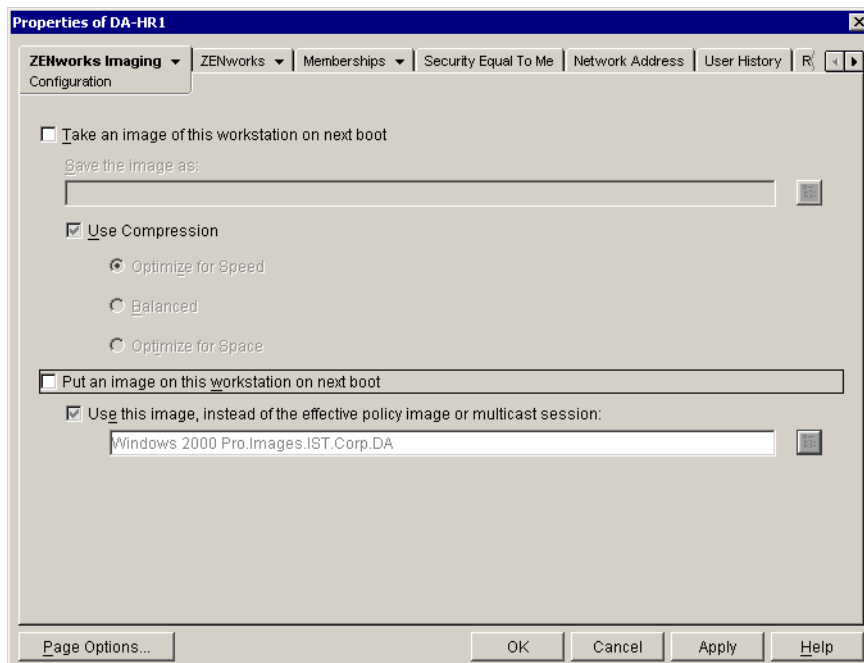 Properties of DA-HR1
ZENworks Imaging ZENworks Memberships Security Equal To Me Network Address User History
Configuration
Take an image of this workstation on next boot
Save the image as:
Use Compression
Optimize for Speed
Balanced
Optimize for Space
Put an image on this workstation on next boot
Use this image, instead of the effective policy image or multicast session:
Windows 2000 Pro.Images.IST.Corp.DA
Page Options... OK Cancel Apply Help